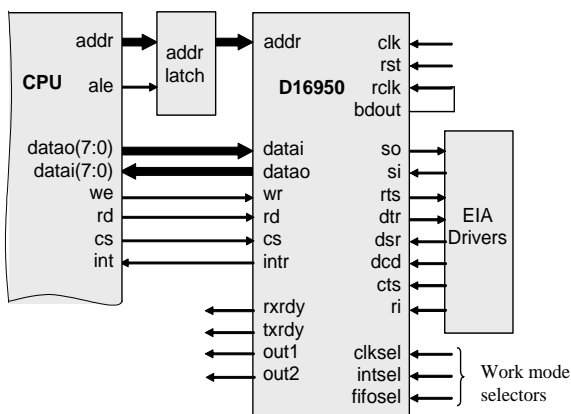 addr
CPU
ale
datao(7:0)
datai(7:0)
we
rd
cs
int
addr
latch
addr
D16950
datai
datao
wr
rd
cs
intr
rxrdy
txrdy
out1
out2
clk
rst
rclk
bdout
so
si
rts
dtr
dsr
dcd
cts
ri
clksel
intsel
fifosel
EIA
Drivers
Work mode
selectors